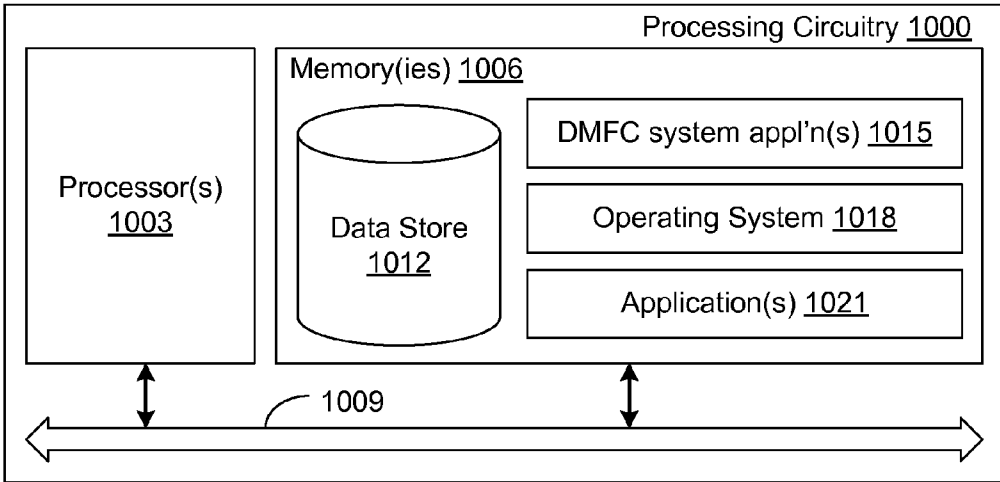 Processing Circuitry 1000
Memory(ies) 1006
Processor(s)
1003
Data Store
1012
DMFC system appl'n(s) 1015
Operating System 1018
Application(s) 1021
1009